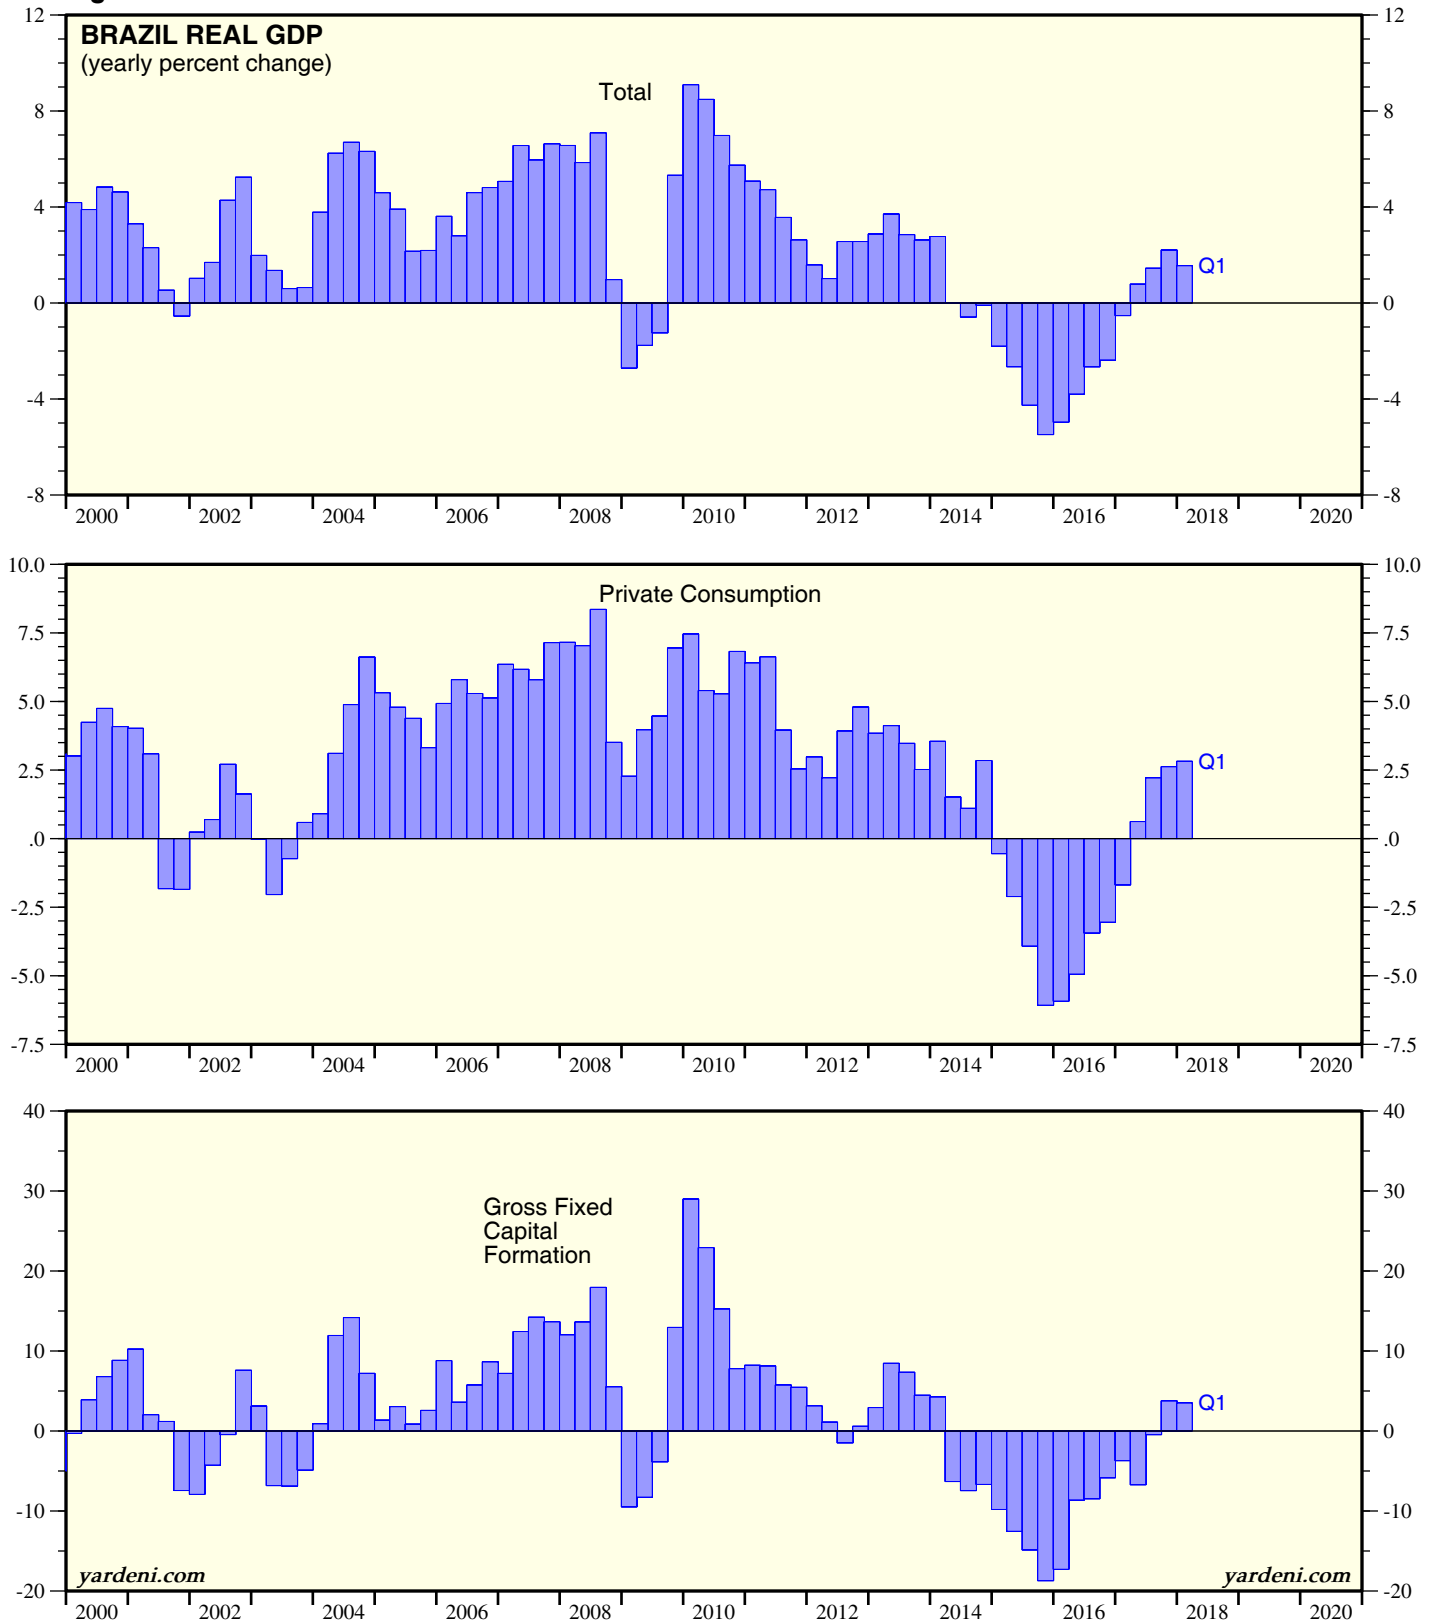 BRAZIL REAL GDP
(yearly percent change)
Total
12 12
8 8
4 4
Q1
0 0
-4 -4
-8 -8
2000 2002 2004 2006 2008 2010 2012 2014 2016 2018 2020
10.0 10.0
Private Consumption
7.5 7.5
5.0 5.0
Q1
2.5 2.5
.0 .0
-2.5 -2.5
-5.0 -5.0
-7.5 -7.5
2000 2002 2004 2006 2008 2010 2012 2014 2016 2018 2020
40 40
30 30
Gross Fixed
Capital
Formation
20 20
10 10
Q1
0 0
-10 -10
yardeni.com yardeni.com
-20 -20
2000 2002 2004 2006 2008 2010 2012 2014 2016 2018 2020